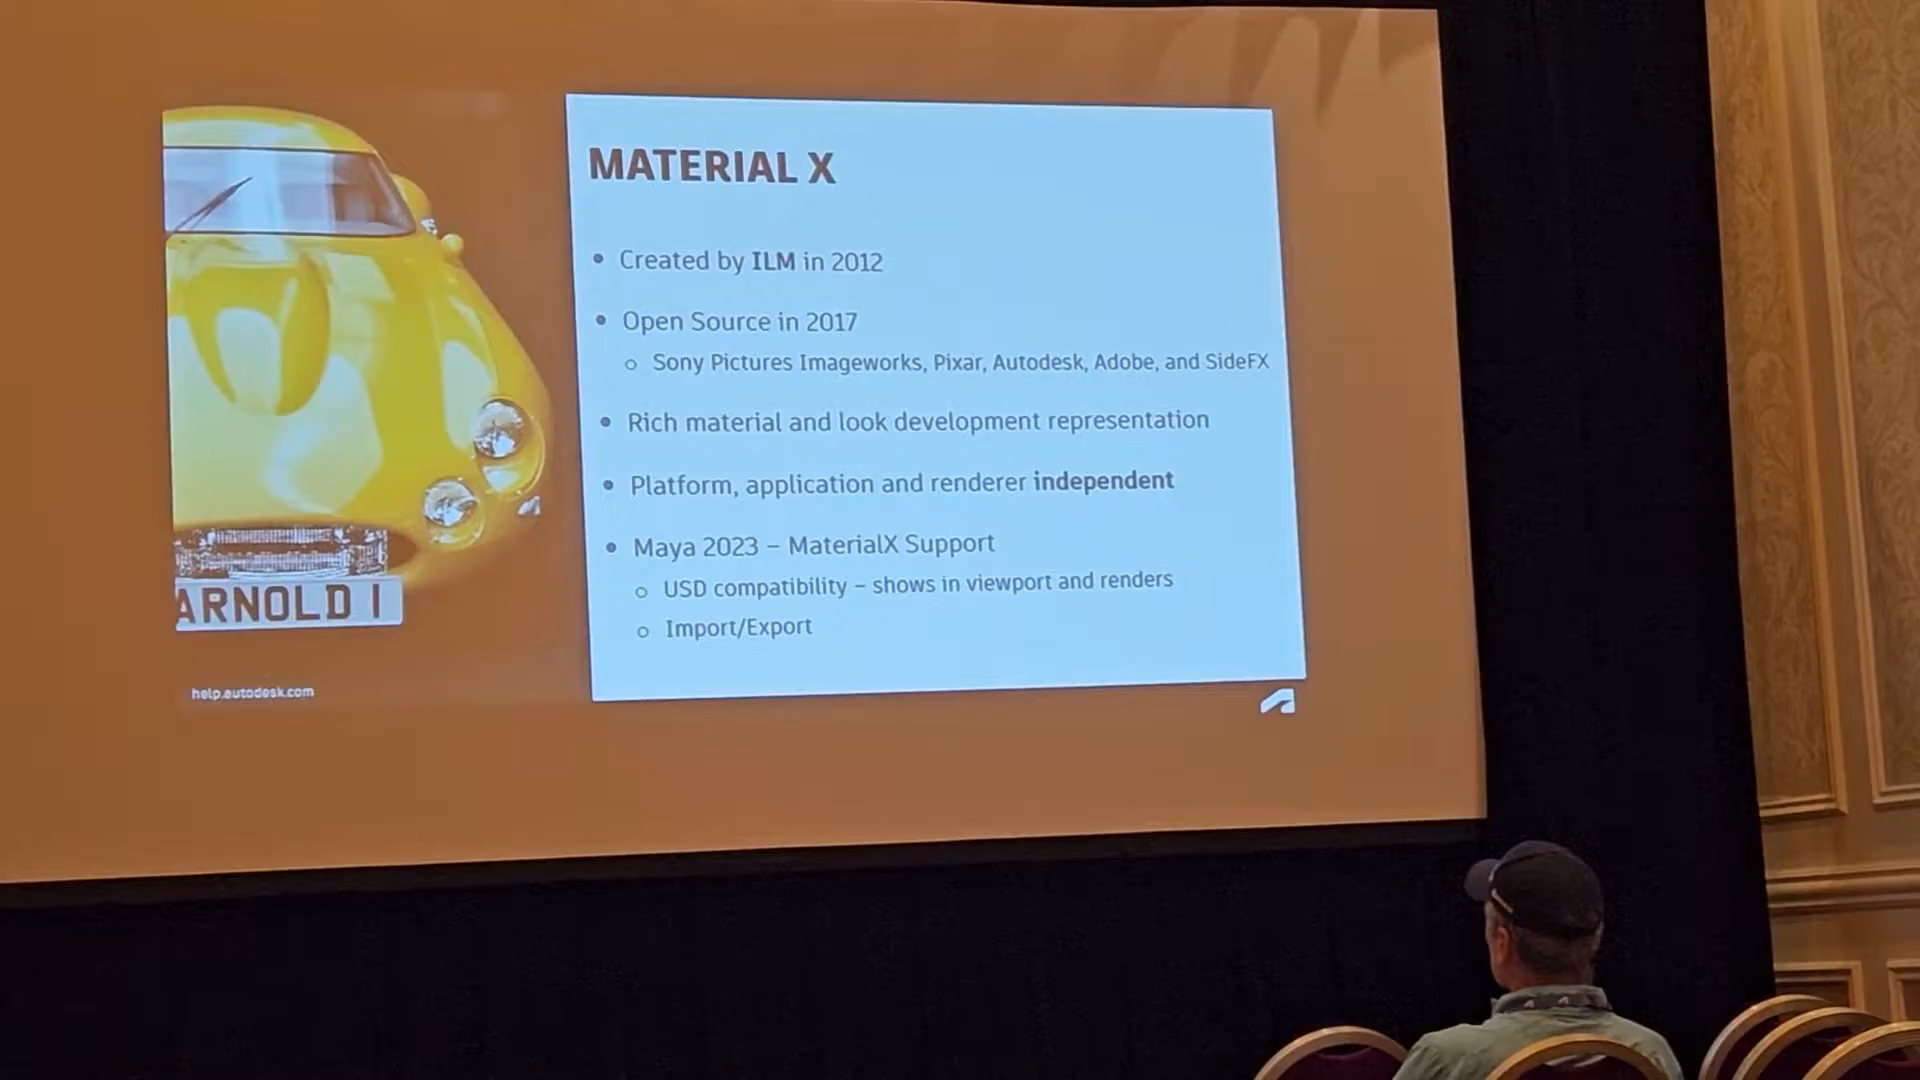 MATERIAL X
• Created by ILM in 2012
• Open Source in 2017
○ Sony Pictures Imageworks, Pixar, Autodesk, Adobe, and SideFX
• Rich material and look development representation
• Platform, application and renderer independent
• Maya 2023 – MaterialX Support
○ USD compatibility – shows in viewport and renders
○ Import/Export
ARNOLD 1
help.autodesk.com